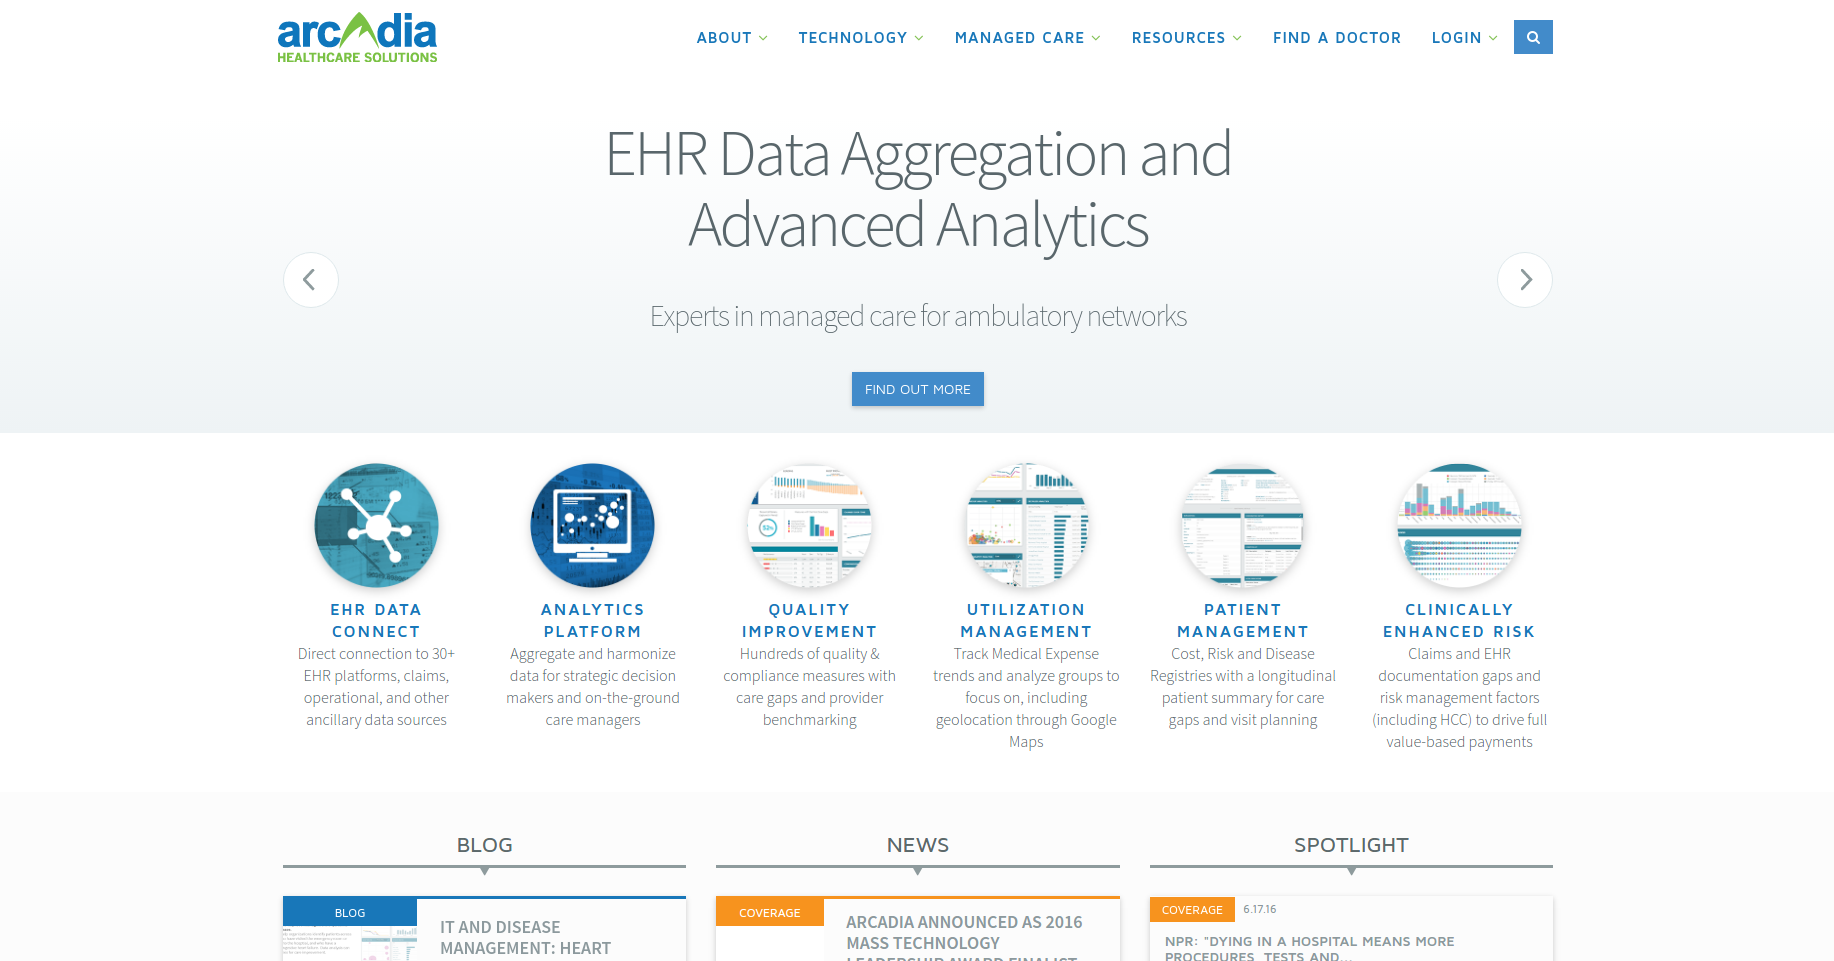 arcadia
HEALTHCARE SOLUTIONS
ABOUT
TECHNOLOGY
MANAGED CARE
RESOURCES
FIND A DOCTOR
LOGIN
EHR Data Aggregation and
Advanced Analytics
Experts in managed care for ambulatory networks
FIND OUT MORE
EHR DATA
CONNECT
Direct connection to 30+
EHR platforms, claims,
operational, and other
ancillary data sources
ANALYTICS
PLATFORM
Aggregate and harmonize
data for strategic decision
makers and on-the-ground
care managers
52%
QUALITY
IMPROVEMENT
Hundreds of quality &
compliance measures with
care gaps and provider
benchmarking
UTILIZATION
MANAGEMENT
Track Medical Expense
trends and analyze groups to
focus on, including
geolocation through Google
Maps
PATIENT
MANAGEMENT
Cost, Risk and Disease
Registries with a longitudinal
patient summary for care
gaps and visit planning
CLINICALLY
ENHANCED RISK
Claims and EHR
documentation gaps and
risk management factors
(including HCC) to drive full
value-based payments
BLOG
BLOG
IT AND DISEASE
MANAGEMENT: HEART
NEWS
COVERAGE
ARCADIA ANNOUNCED AS 2016
MASS TECHNOLOGY
LEADERSHIP AWARD FINALIST
SPOTLIGHT
COVERAGE
6.17.16
NPR: "DYING IN A HOSPITAL MEANS MORE
PROCEDURES, TESTS AND...